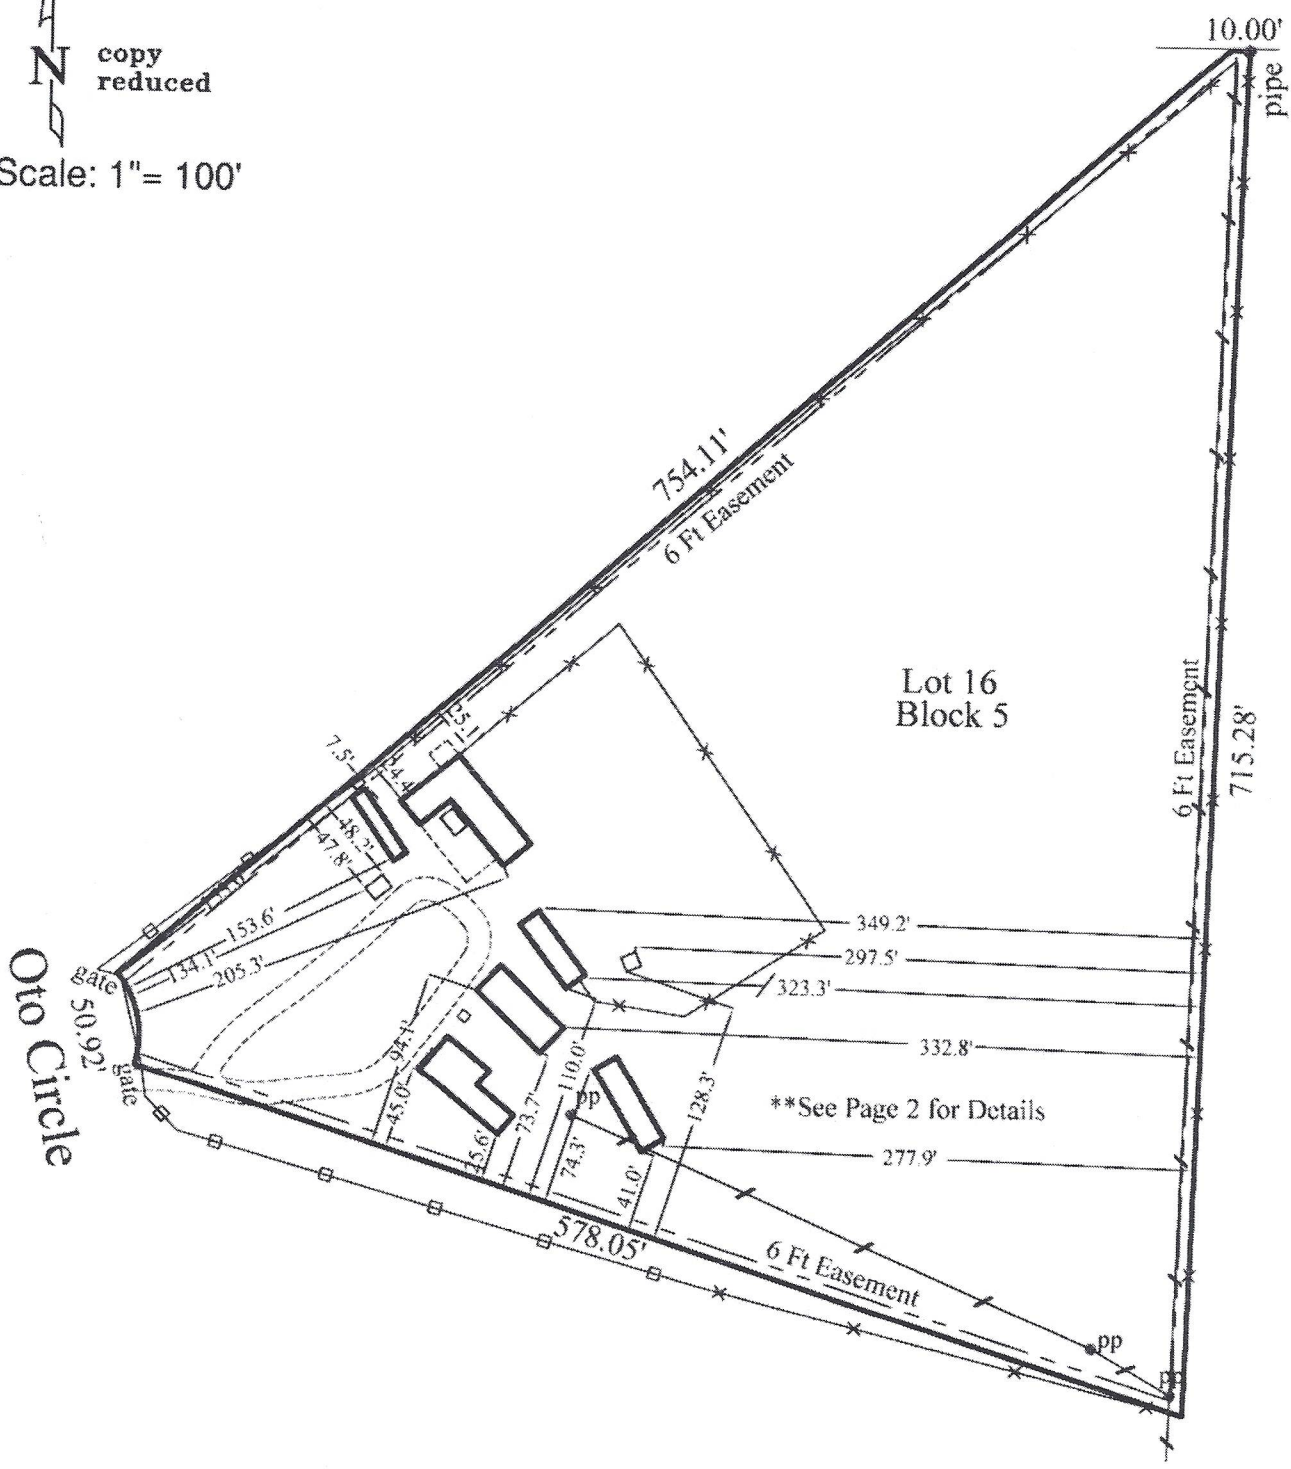 N
copy
reduced
Scale: 1"= 100'
10.00'
pipe
754.11'
6 Ft Easement
Lot 16
Block 5
6 Ft Easement
715.28'
7.5'
48.2'
47.8'
153.6'
134.1'
205.3'
gate
50.92'
gate
Oto Circle
349.2'
297.5'
323.3'
332.8'
94.1'
45.0'
110.0'
pp
73.7'
74.3'
128.3'
41.0'
**See Page 2 for Details
277.9'
578.05'
6 Ft Easement
pp